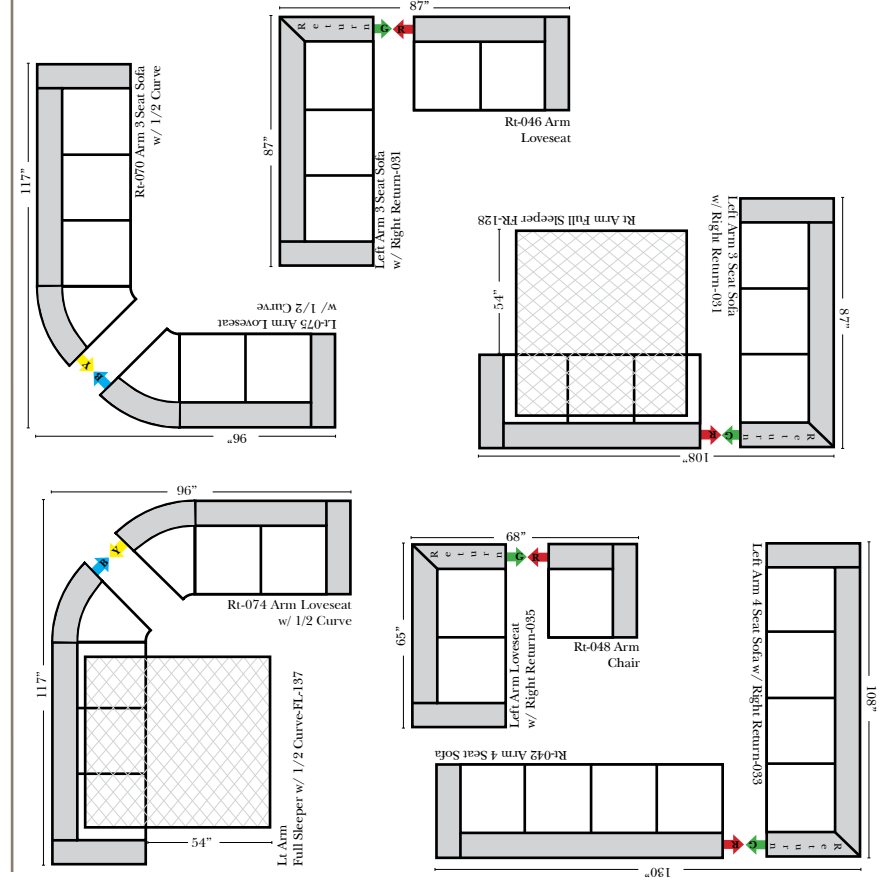 87”
Return
G R
87”
Left Arm 3 Seat Sofa
w/ Right Return-031
Rt-046 Arm
Loveseat
117”
Rt-070 Arm 3 Seat Sofa
w/ 1/2 Curve
Y
B
Lt-075 Arm Loveseat
w/ 1/2 Curve
96”
Rt Arm Full Sleeper FR-128
54”
Left Arm 3 Seat Sofa
w/ Right Return-031
87”
Return
R G
108”
96”
B Y
Rt-074 Arm Loveseat
w/ 1/2 Curve
117”
Lt Arm
Full Sleeper w/ 1/2 Curve-FL-137
54”
68”
Return
G R
65”
Left Arm Loveseat
w/ Right Return-035
Rt-048 Arm
Chair
Rt-042 Arm 4 Seat Sofa
Left Arm 4 Seat Sofa w/ Right Return-033
108”
Return
R G
130”